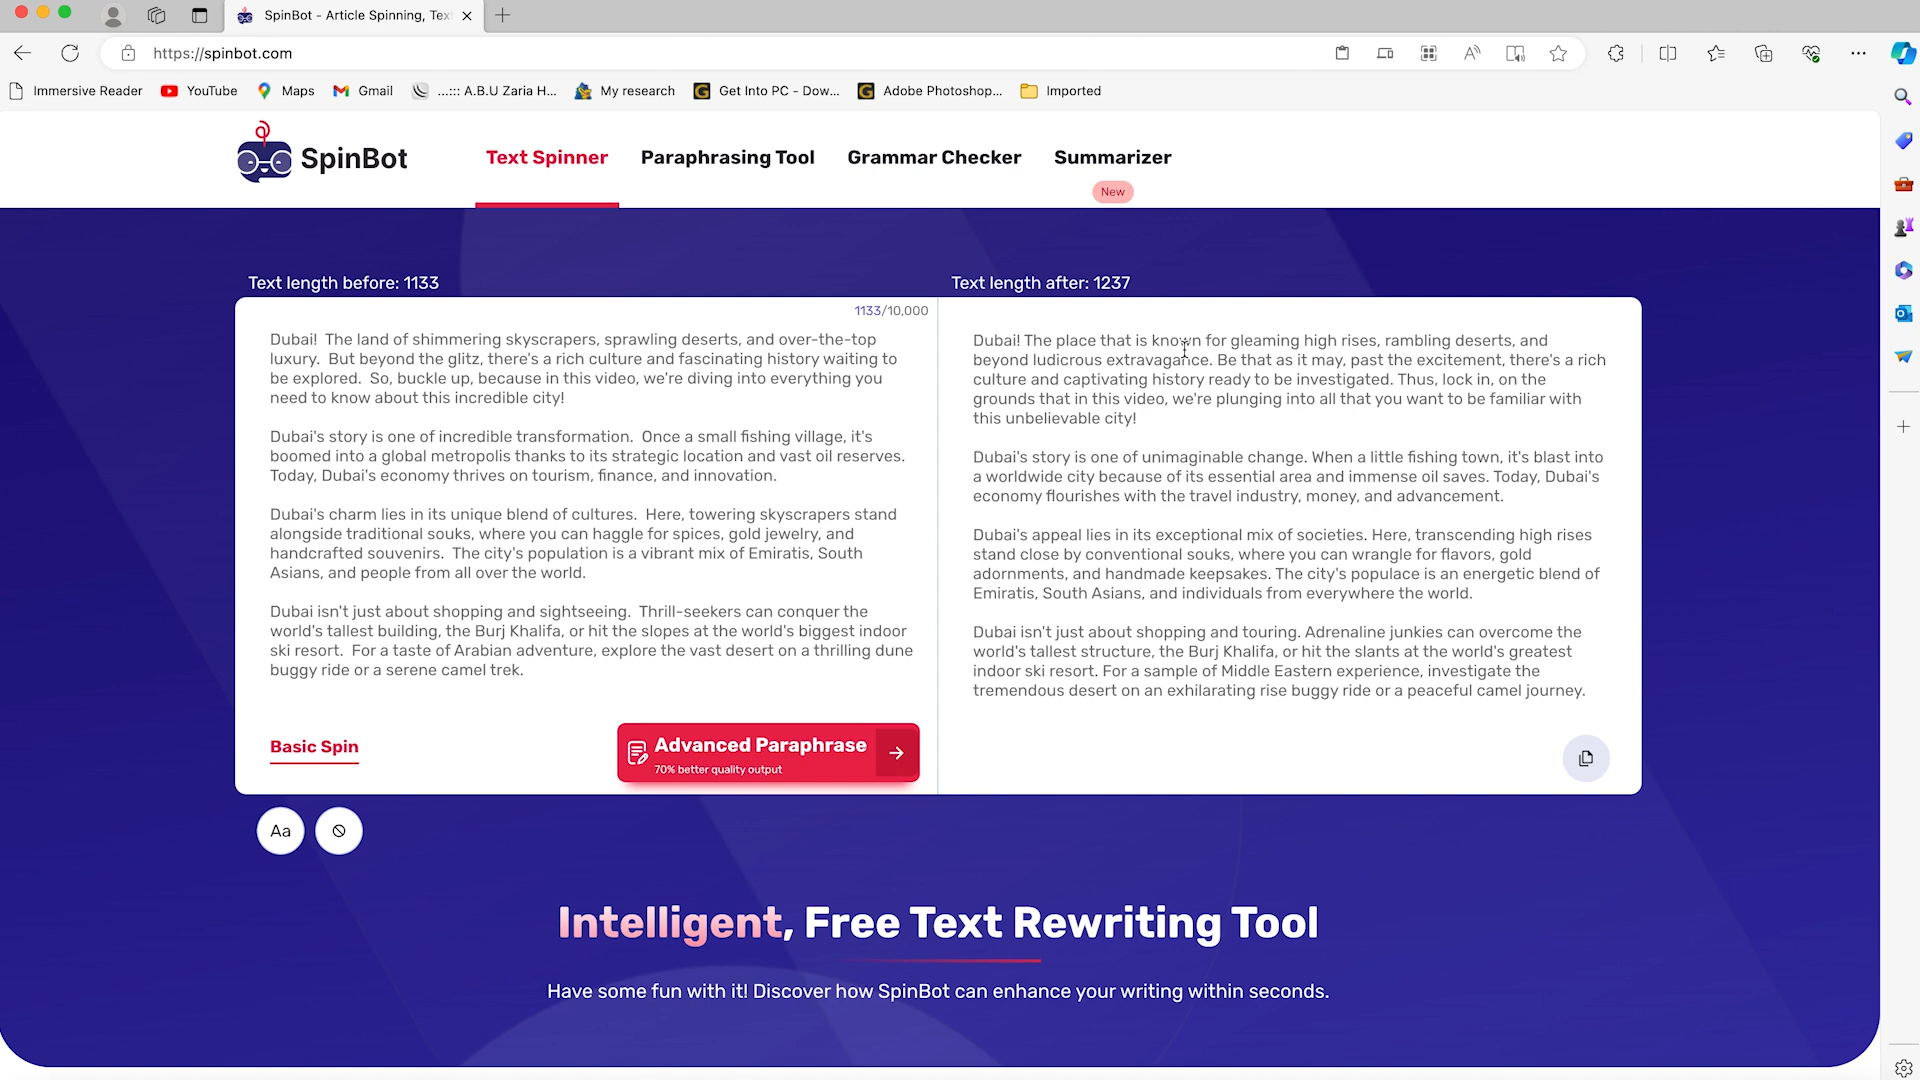 SpinBot - Article Spinning, Tex
https://spinbot.com
Immersive Reader
YouTube
Maps
Gmail
...::: A.B.U Zaria H...
My research
Get Into PC - Dow...
Adobe Photoshop...
Imported
SpinBot
Text Spinner
Paraphrasing Tool
Grammar Checker
Summarizer
New
Text length before: 1133
1133/10,000
Dubai!  The land of shimmering skyscrapers, sprawling deserts, and over-the-top
luxury.  But beyond the glitz, there's a rich culture and fascinating history waiting to
be explored.  So, buckle up, because in this video, we're diving into everything you
need to know about this incredible city!
Dubai's story is one of incredible transformation.  Once a small fishing village, it's
boomed into a global metropolis thanks to its strategic location and vast oil reserves.
Today, Dubai's economy thrives on tourism, finance, and innovation.
Dubai's charm lies in its unique blend of cultures.  Here, towering skyscrapers stand
alongside traditional souks, where you can haggle for spices, gold jewelry, and
handcrafted souvenirs.  The city's population is a vibrant mix of Emiratis, South
Asians, and people from all over the world.
Dubai isn't just about shopping and sightseeing.  Thrill-seekers can conquer the
world's tallest building, the Burj Khalifa, or hit the slopes at the world's biggest indoor
ski resort.  For a taste of Arabian adventure, explore the vast desert on a thrilling dune
buggy ride or a serene camel trek.
Basic Spin
Advanced Paraphrase
70% better quality output
Text length after: 1237
Dubai! The place that is known for gleaming high rises, rambling deserts, and
beyond ludicrous extravagance. Be that as it may, past the excitement, there's a rich
culture and captivating history ready to be investigated. Thus, lock in, on the
grounds that in this video, we're plunging into all that you want to be familiar with
this unbelievable city!
Dubai's story is one of unimaginable change. When a little fishing town, it's blast into
a worldwide city because of its essential area and immense oil saves. Today, Dubai's
economy flourishes with the travel industry, money, and advancement.
Dubai's appeal lies in its exceptional mix of societies. Here, transcending high rises
stand close by conventional souks, where you can wrangle for flavors, gold
adornments, and handmade keepsakes. The city's populace is an energetic blend of
Emiratis, South Asians, and individuals from everywhere the world.
Dubai isn't just about shopping and touring. Adrenaline junkies can overcome the
world's tallest structure, the Burj Khalifa, or hit the slants at the world's greatest
indoor ski resort. For a sample of Middle Eastern experience, investigate the
tremendous desert on an exhilarating rise buggy ride or a peaceful camel journey.
Aa
Intelligent, Free Text Rewriting Tool
Have some fun with it! Discover how SpinBot can enhance your writing within seconds.